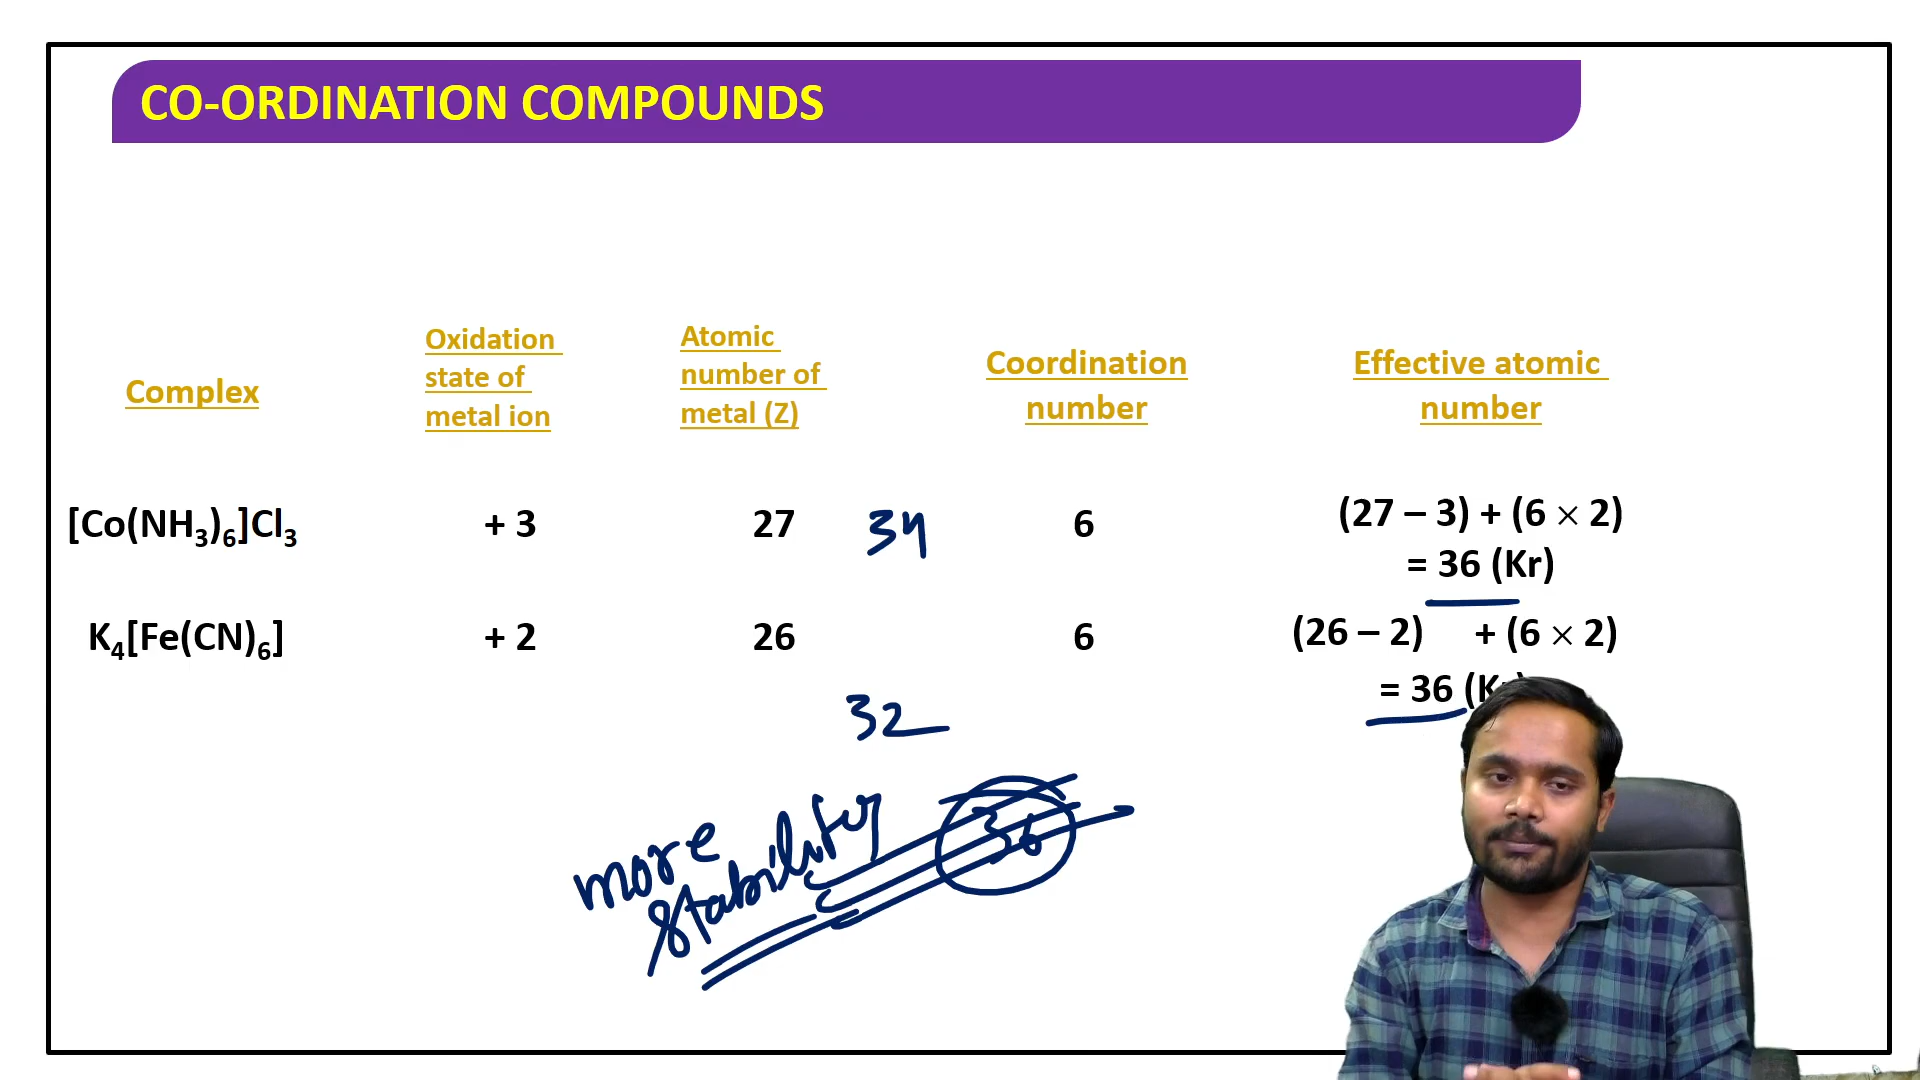 CO-ORDINATION COMPOUNDS
Complex
Oxidation
state of
metal ion
Atomic
number of
metal (Z)
Coordination
number
Effective atomic
number
[Co(NH₃)₆]Cl₃ + 3 27 34 6 (27 – 3) + (6 × 2)
= 36 (Kr)
K₄[Fe(CN)₆] + 2 26 6 (26 – 2) + (6 × 2)
= 36 (K
32
more
stability
36